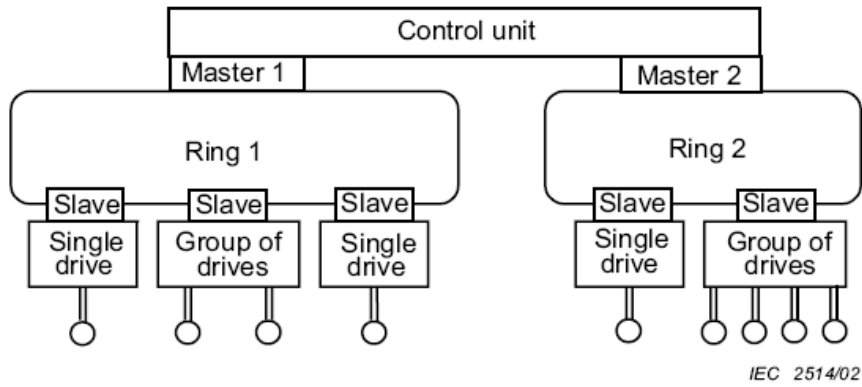 Control unit
Master 1
Master 2
Ring 1
Ring 2
Slave
Slave
Slave
Slave
Slave
Single
drive
Group of
drives
Single
drive
Single
drive
Group of
drives
IEC 2514/02